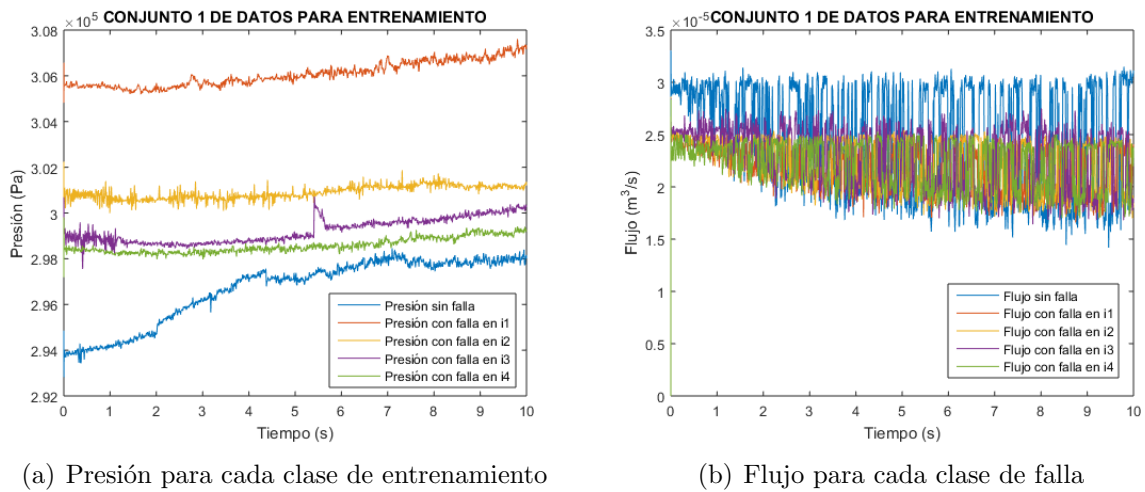 CONJUNTO 1 DE DATOS PARA ENTRENAMIENTO
× 10^5
3.08
3.06
3.04
3.02
3
2.98
2.96
2.94
2.92
Presión (Pa)
0 1 2 3 4 5 6 7 8 9 10
Tiempo (s)
Presión sin falla
Presión con falla en i1
Presión con falla en i2
Presión con falla en i3
Presión con falla en i4
(a) Presión para cada clase de entrenamiento
CONJUNTO 1 DE DATOS PARA ENTRENAMIENTO
× 10^-5
3.5
3
2.5
2
1.5
1
0.5
0
Flujo (m^3/s)
0 1 2 3 4 5 6 7 8 9 10
Tiempo (s)
Flujo sin falla
Flujo con falla en i1
Flujo con falla en i2
Flujo con falla en i3
Flujo con falla en i4
(b) Flujo para cada clase de falla